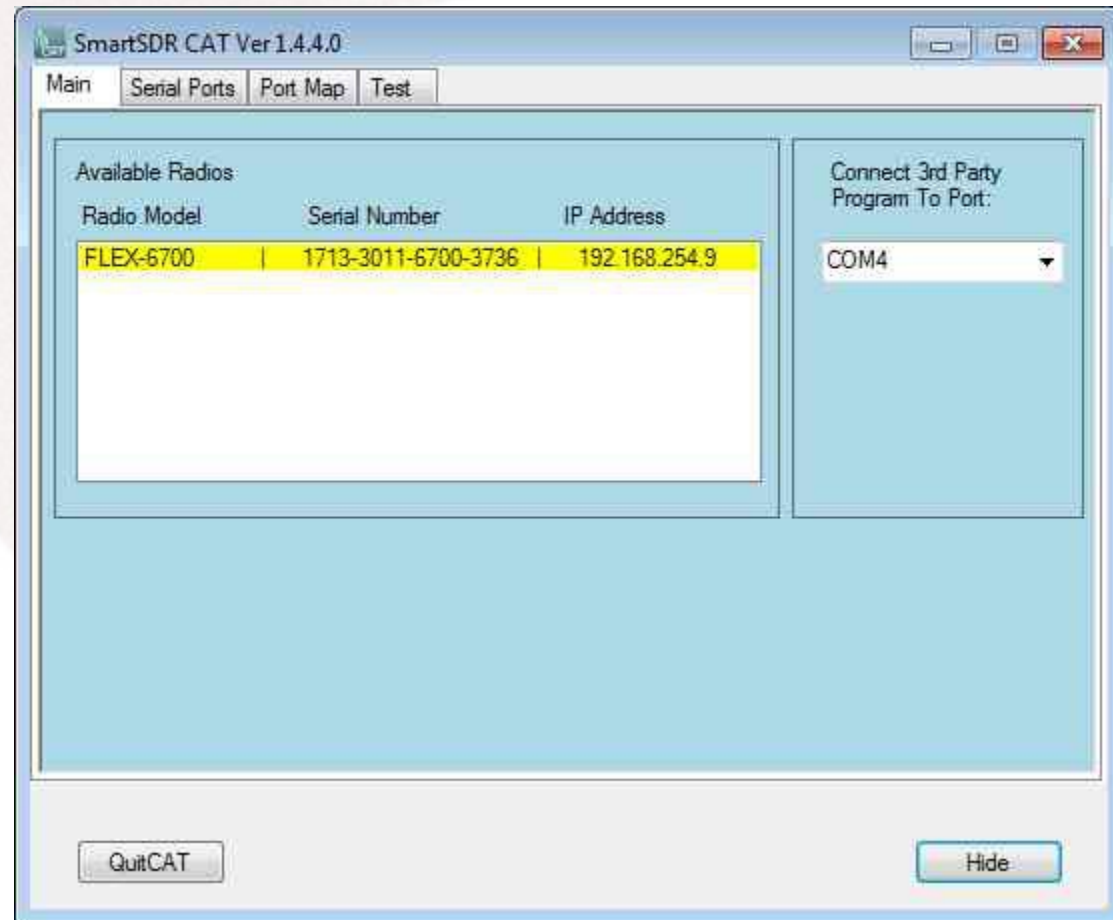 SmartSDR CAT Ver 1.4.4.0
Main Serial Ports Port Map Test
Available Radios
Radio Model Serial Number IP Address
FLEX-6700 | 1713-3011-6700-3736 | 192.168.254.9
Connect 3rd Party
Program To Port:
COM4
QuitCAT
Hide